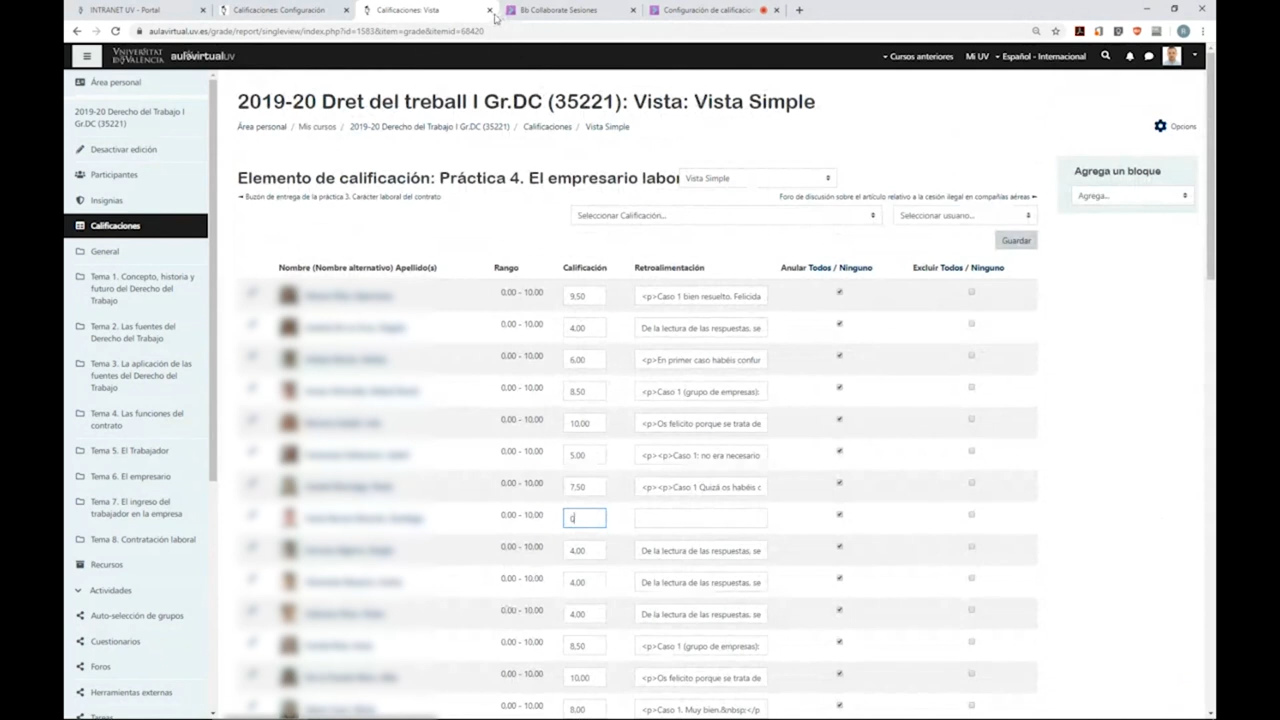 INTRANET UV - Portal
Calificaciones: Configuración
Calificaciones: Vista
Bb Collaborate Sesiones
Configuración de calificacion
aulavirtual.uv.es/grade/report/singleview/index.php?id=1583&item=grade&itemid=68420
R
VNIVERSITAT
ID VALÈNCIA
aulavirtualuv
Cursos anteriores
Mi UV
Español - Internacional
Área personal
2019-20 Derecho del Trabajo I
Gr.DC (35221)
Desactivar edición
Participantes
Insignias
Calificaciones
General
Tema 1. Concepto, historia y
futuro del Derecho del
Trabajo
Tema 2. Las fuentes del
Derecho del Trabajo
Tema 3. La aplicación de las
fuentes del Derecho del
Trabajo
Tema 4. Las funciones del
contrato
Tema 5. El Trabajador
Tema 6. El empresario
Tema 7. El ingreso del
trabajador en la empresa
Tema 8. Contratación laboral
Recursos
Actividades
Auto-selección de grupos
Cuestionarios
Foros
Herramientas externas
Tareas
2019-20 Dret del treball I Gr.DC (35221): Vista: Vista Simple
Área personal / Mis cursos / 2019-20 Derecho del Trabajo I Gr.DC (35221) / Calificaciones / Vista Simple
Opcions
Agrega un bloque
Agrega...
Elemento de calificación: Práctica 4. El empresario labor
Vista Simple
Buzón de entrega de la práctica 3. Carácter laboral del contrato
Foro de discusión sobre el artículo relativo a la cesión ilegal en compañías aéreas
Seleccionar Calificación...
Seleccionar usuario...
Guardar
Nombre (Nombre alternativo) Apellido(s) Rango Calificación Retroalimentación Anular Todos / Ninguno Excluir Todos / Ninguno
0.00 - 10.00 9,50 <p>Caso 1 bien resuelto. Felicida
0.00 - 10.00 4,00 De la lectura de las respuestas, se
0.00 - 10.00 6,00 <p>En primer caso habéis confur
0.00 - 10.00 8,50 <p>Caso 1 (grupo de empresas):
0.00 - 10.00 10,00 <p>Os felicito porque se trata de
0.00 - 10.00 5,00 <p><p>Caso 1: no era necesario
0.00 - 10.00 7,50 <p><p>Caso 1 Quizá os habéis c
0.00 - 10.00 0
0.00 - 10.00 4,00 De la lectura de las respuestas, se
0.00 - 10.00 4,00 De la lectura de las respuestas, se
0.00 - 10.00 4,00 De la lectura de las respuestas, se
0.00 - 10.00 8,50 <p>Caso 1 (grupo de empresas):
0.00 - 10.00 10,00 <p>Os felicito porque se trata de
0.00 - 10.00 8,00 <p>Caso 1. Muy bien.&nbsp;</p